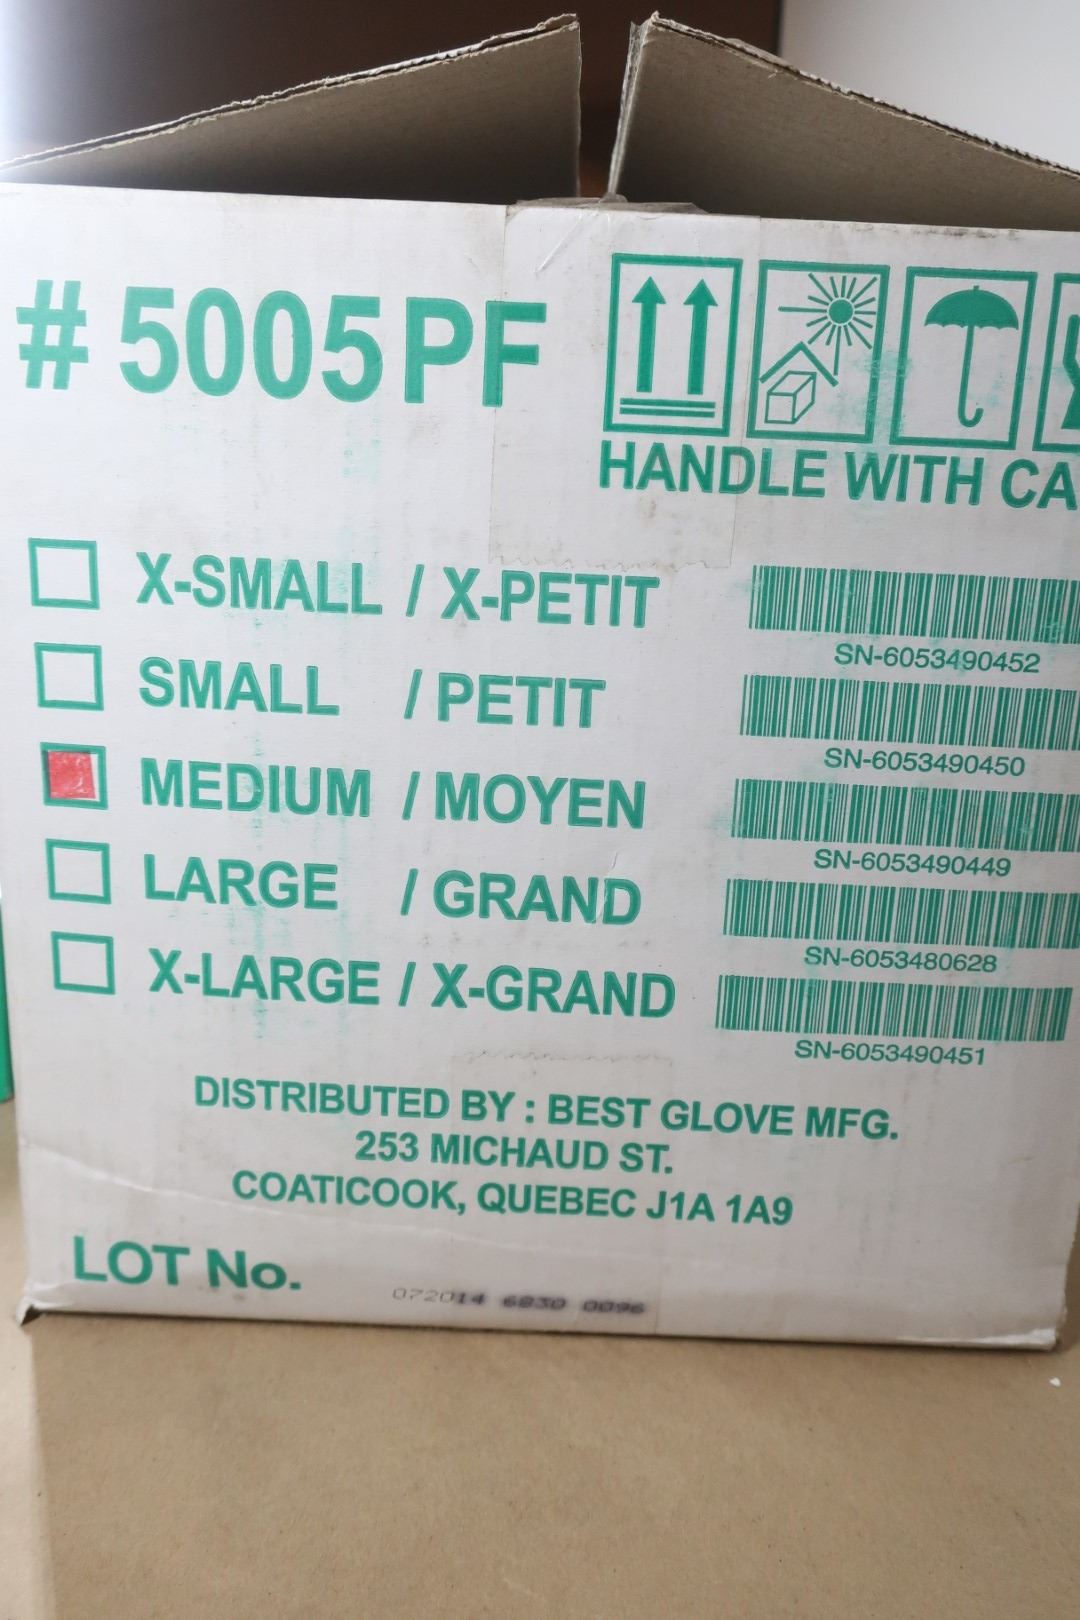 #5005PF
HANDLE WITH CA
X-SMALL / X-PETIT
SN-6053490452
SMALL / PETIT
SN-6053490450
MEDIUM / MOYEN
SN-6053490449
LARGE / GRAND
SN-6053480628
X-LARGE / X-GRAND
SN-6053490451
DISTRIBUTED BY : BEST GLOVE MFG.
253 MICHAUD ST.
COATICOOK, QUEBEC J1A 1A9
LOT No.
072014 6830 0096